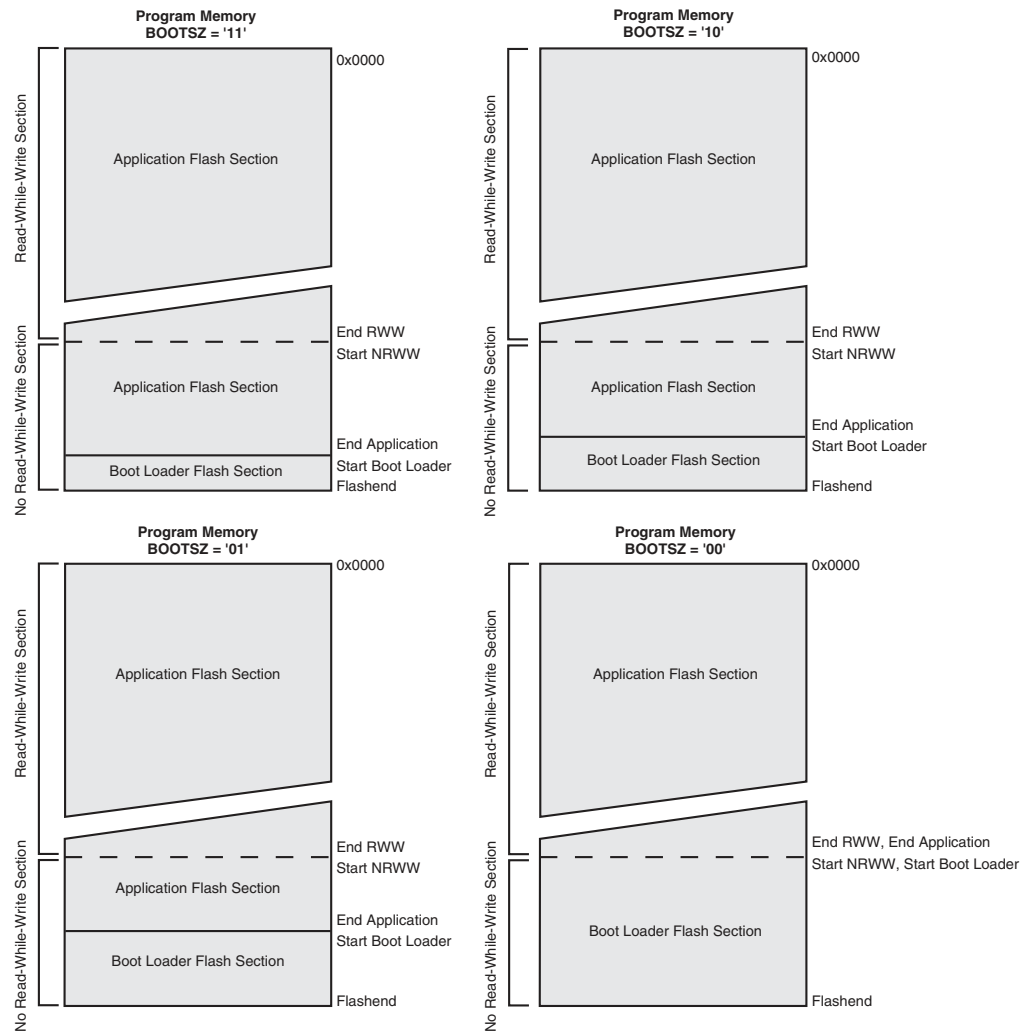 Program Memory
BOOTSZ = '11'
0x0000
Read-While-Write Section
Application Flash Section
End RWW
Start NRWW
No Read-While-Write Section
Application Flash Section
End Application
Start Boot Loader
Boot Loader Flash Section
Flashend
Program Memory
BOOTSZ = '10'
0x0000
Read-While-Write Section
Application Flash Section
End RWW
Start NRWW
No Read-While-Write Section
Application Flash Section
End Application
Start Boot Loader
Boot Loader Flash Section
Flashend
Program Memory
BOOTSZ = '01'
0x0000
Read-While-Write Section
Application Flash Section
End RWW
Start NRWW
No Read-While-Write Section
Application Flash Section
End Application
Start Boot Loader
Boot Loader Flash Section
Flashend
Program Memory
BOOTSZ = '00'
0x0000
Read-While-Write Section
Application Flash Section
End RWW, End Application
Start NRWW, Start Boot Loader
No Read-While-Write Section
Boot Loader Flash Section
Flashend